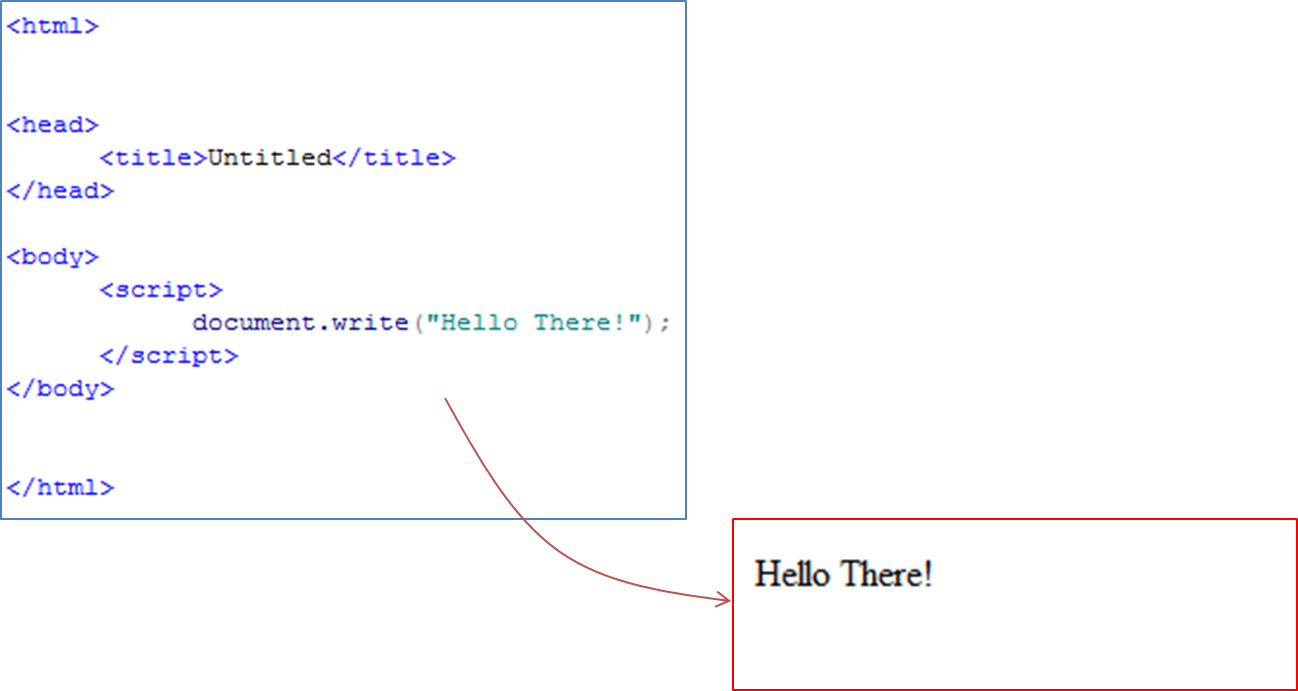 <html>
<head>
<title>Untitled</title>
</head>
<body>
<script>
document.write("Hello There!");
</script>
</body>
</html>
Hello There!